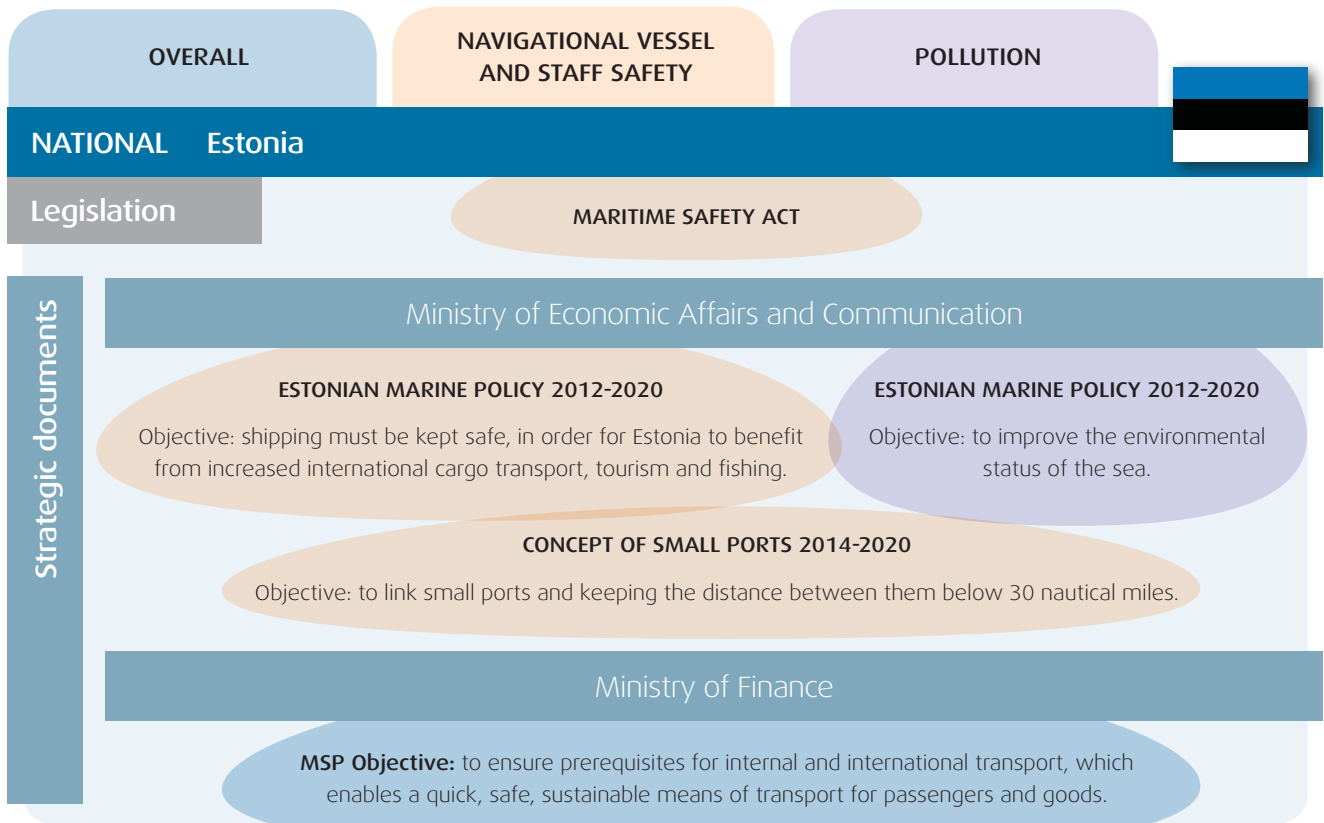 OVERALL
NAVIGATIONAL VESSEL
AND STAFF SAFETY
POLLUTION
NATIONAL Estonia
Legislation
MARITIME SAFETY ACT
Strategic documents
Ministry of Economic Affairs and Communication
ESTONIAN MARINE POLICY 2012-2020
Objective: shipping must be kept safe, in order for Estonia to benefit
from increased international cargo transport, tourism and fishing.
ESTONIAN MARINE POLICY 2012-2020
Objective: to improve the environmental
status of the sea.
CONCEPT OF SMALL PORTS 2014-2020
Objective: to link small ports and keeping the distance between them below 30 nautical miles.
Ministry of Finance
MSP Objective: to ensure prerequisites for internal and international transport, which
enables a quick, safe, sustainable means of transport for passengers and goods.